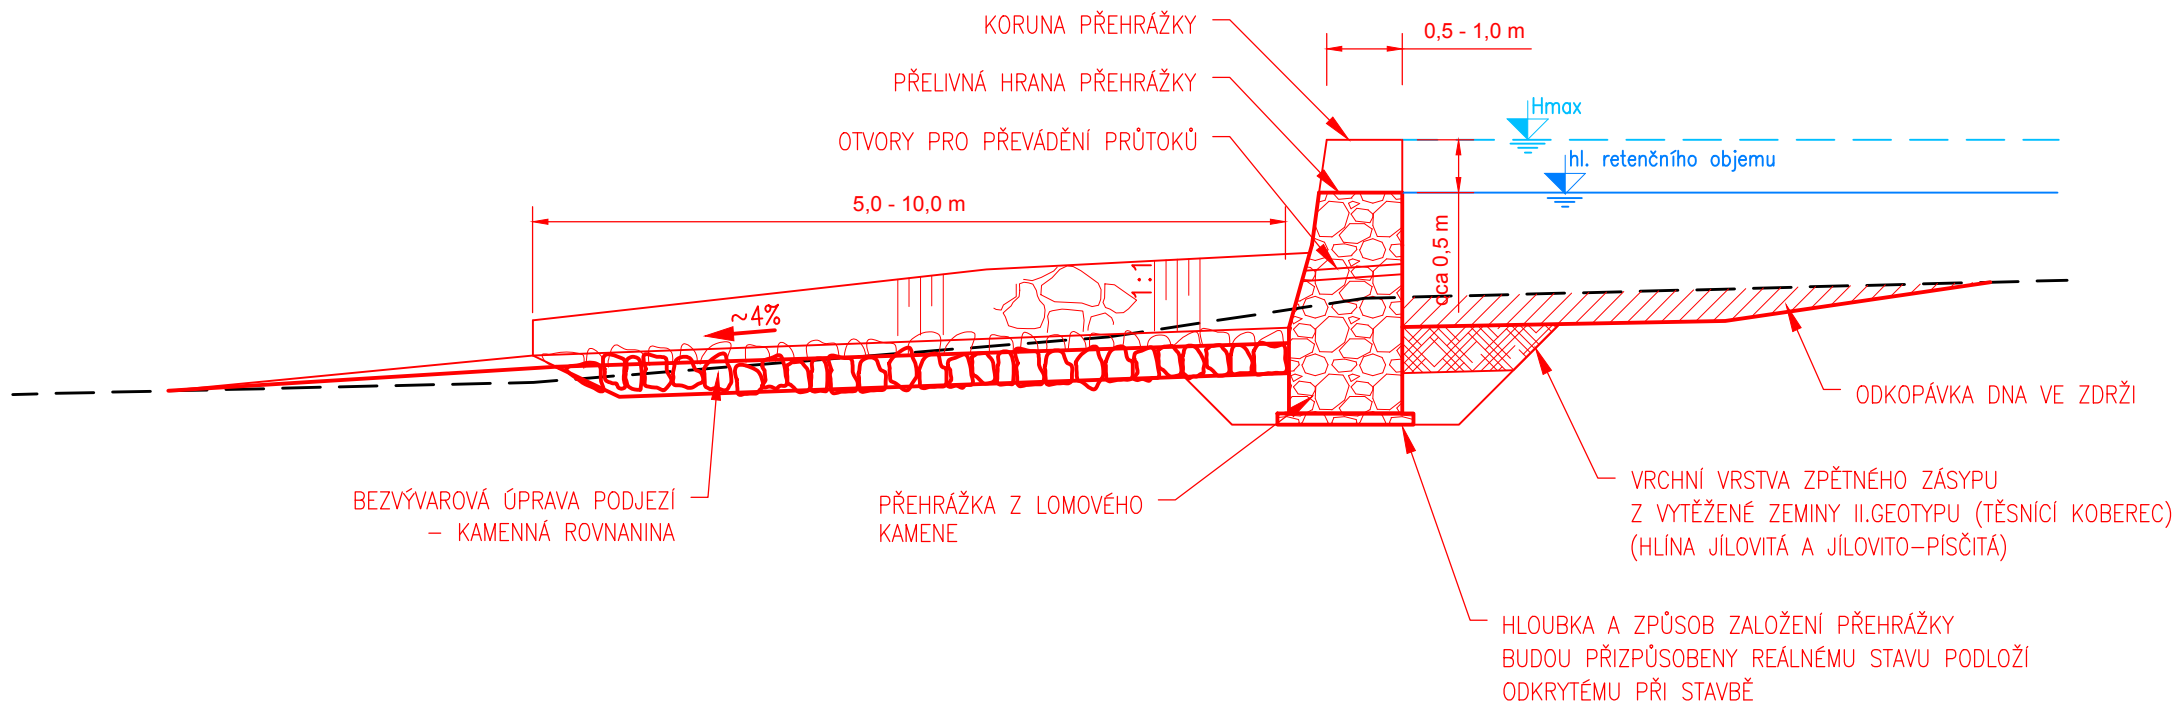 KORUNA PŘEHRÁŽKY
0,5 - 1,0 m
PŘELIVNÁ HRANA PŘEHRÁŽKY
Hmax
OTVORY PRO PŘEVÁDĚNÍ PRŮTOKŮ
hl. retenčního objemu
5,0 - 10,0 m
cca 0,5 m
1:1
~4%
ODKOPÁVKA DNA VE ZDRŽI
BEZVÝVAROVÁ ÚPRAVA PODJEZÍ
– KAMENNÁ ROVNANINA
PŘEHRÁŽKA Z LOMOVÉHO
KAMENE
VRCHNÍ VRSTVA ZPĚTNÉHO ZÁSYPU
Z VYTĚŽENÉ ZEMINY II.GEOTYPU (TĚSNÍCÍ KOBEREC)
(HLÍNA JÍLOVITÁ A JÍLOVITO–PÍSČITÁ)
HLOUBKA A ZPŮSOB ZALOŽENÍ PŘEHRÁŽKY
BUDOU PŘIZPŮSOBENY REÁLNÉMU STAVU PODLOŽÍ
ODKRYTÉMU PŘI STAVBĚ